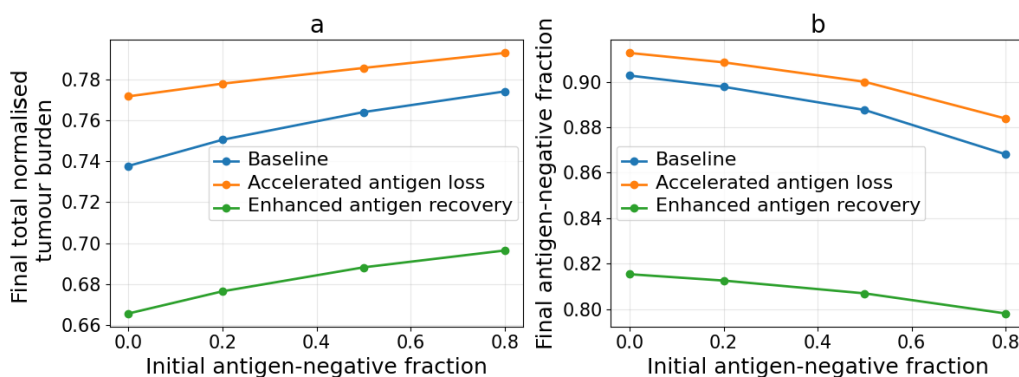 a
Final total normalised
tumour burden
0.78
0.76
0.74
0.72
0.70
0.68
0.66
Baseline
Accelerated antigen loss
Enhanced antigen recovery
0.0
0.2
0.4
0.6
0.8
Initial antigen-negative fraction
b
Final antigen-negative fraction
0.90
0.88
0.86
0.84
0.82
0.80
Baseline
Accelerated antigen loss
Enhanced antigen recovery
0.0
0.2
0.4
0.6
0.8
Initial antigen-negative fraction